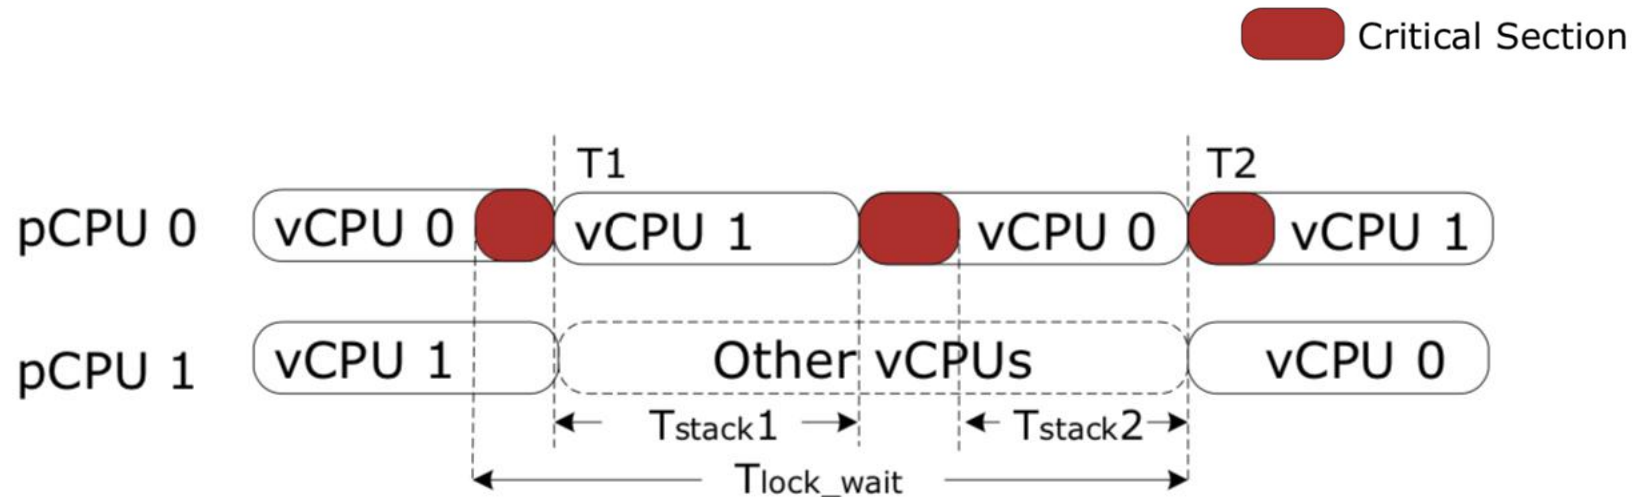 Critical Section
T1 T2
pCPU 0 vCPU 0 vCPU 1 vCPU 0 vCPU 1
pCPU 1 vCPU 1 Other vCPUs vCPU 0
Tstack1 Tstack2
Tlock_wait